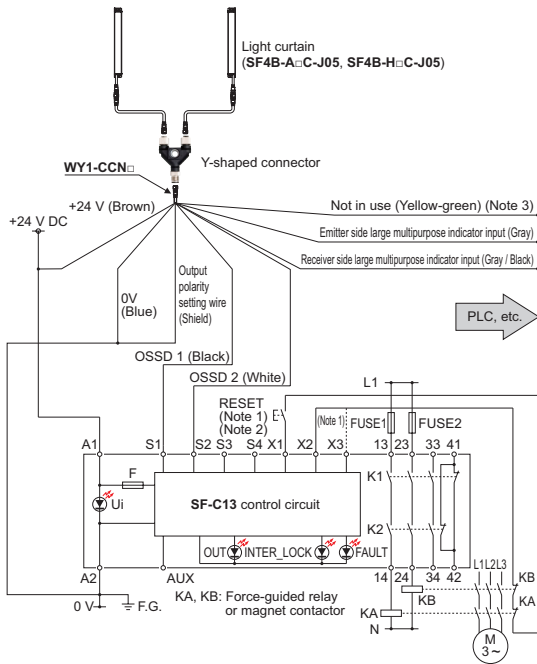 Light curtain
(SF4B-A□C-J05, SF4B-H□C-J05)
Y-shaped connector
WY1-CCN□
+24 V (Brown)
+24 V DC
Not in use (Yellow-green) (Note 3)
Emitter side large multipurpose indicator input (Gray)
Receiver side large multipurpose indicator input (Gray / Black)
0V
(Blue)
Output
polarity
setting wire
(Shield)
PLC, etc.
OSSD 1 (Black)
OSSD 2 (White)
L1
RESET
(Note 1)
(Note 2)
(Note 1)
FUSE1
FUSE2
A1 S1 S2 S3 S4 X1 X2 X3 13 23 33 41
F
Ui
SF-C13 control circuit
K1
K2
OUT INTER_LOCK FAULT
A2 AUX 14 24 34 42
L1 L2 L3
KB
KA
KA, KB: Force-guided relay
or magnet contactor
KB
KA
0 V
F.G.
N
M
3~